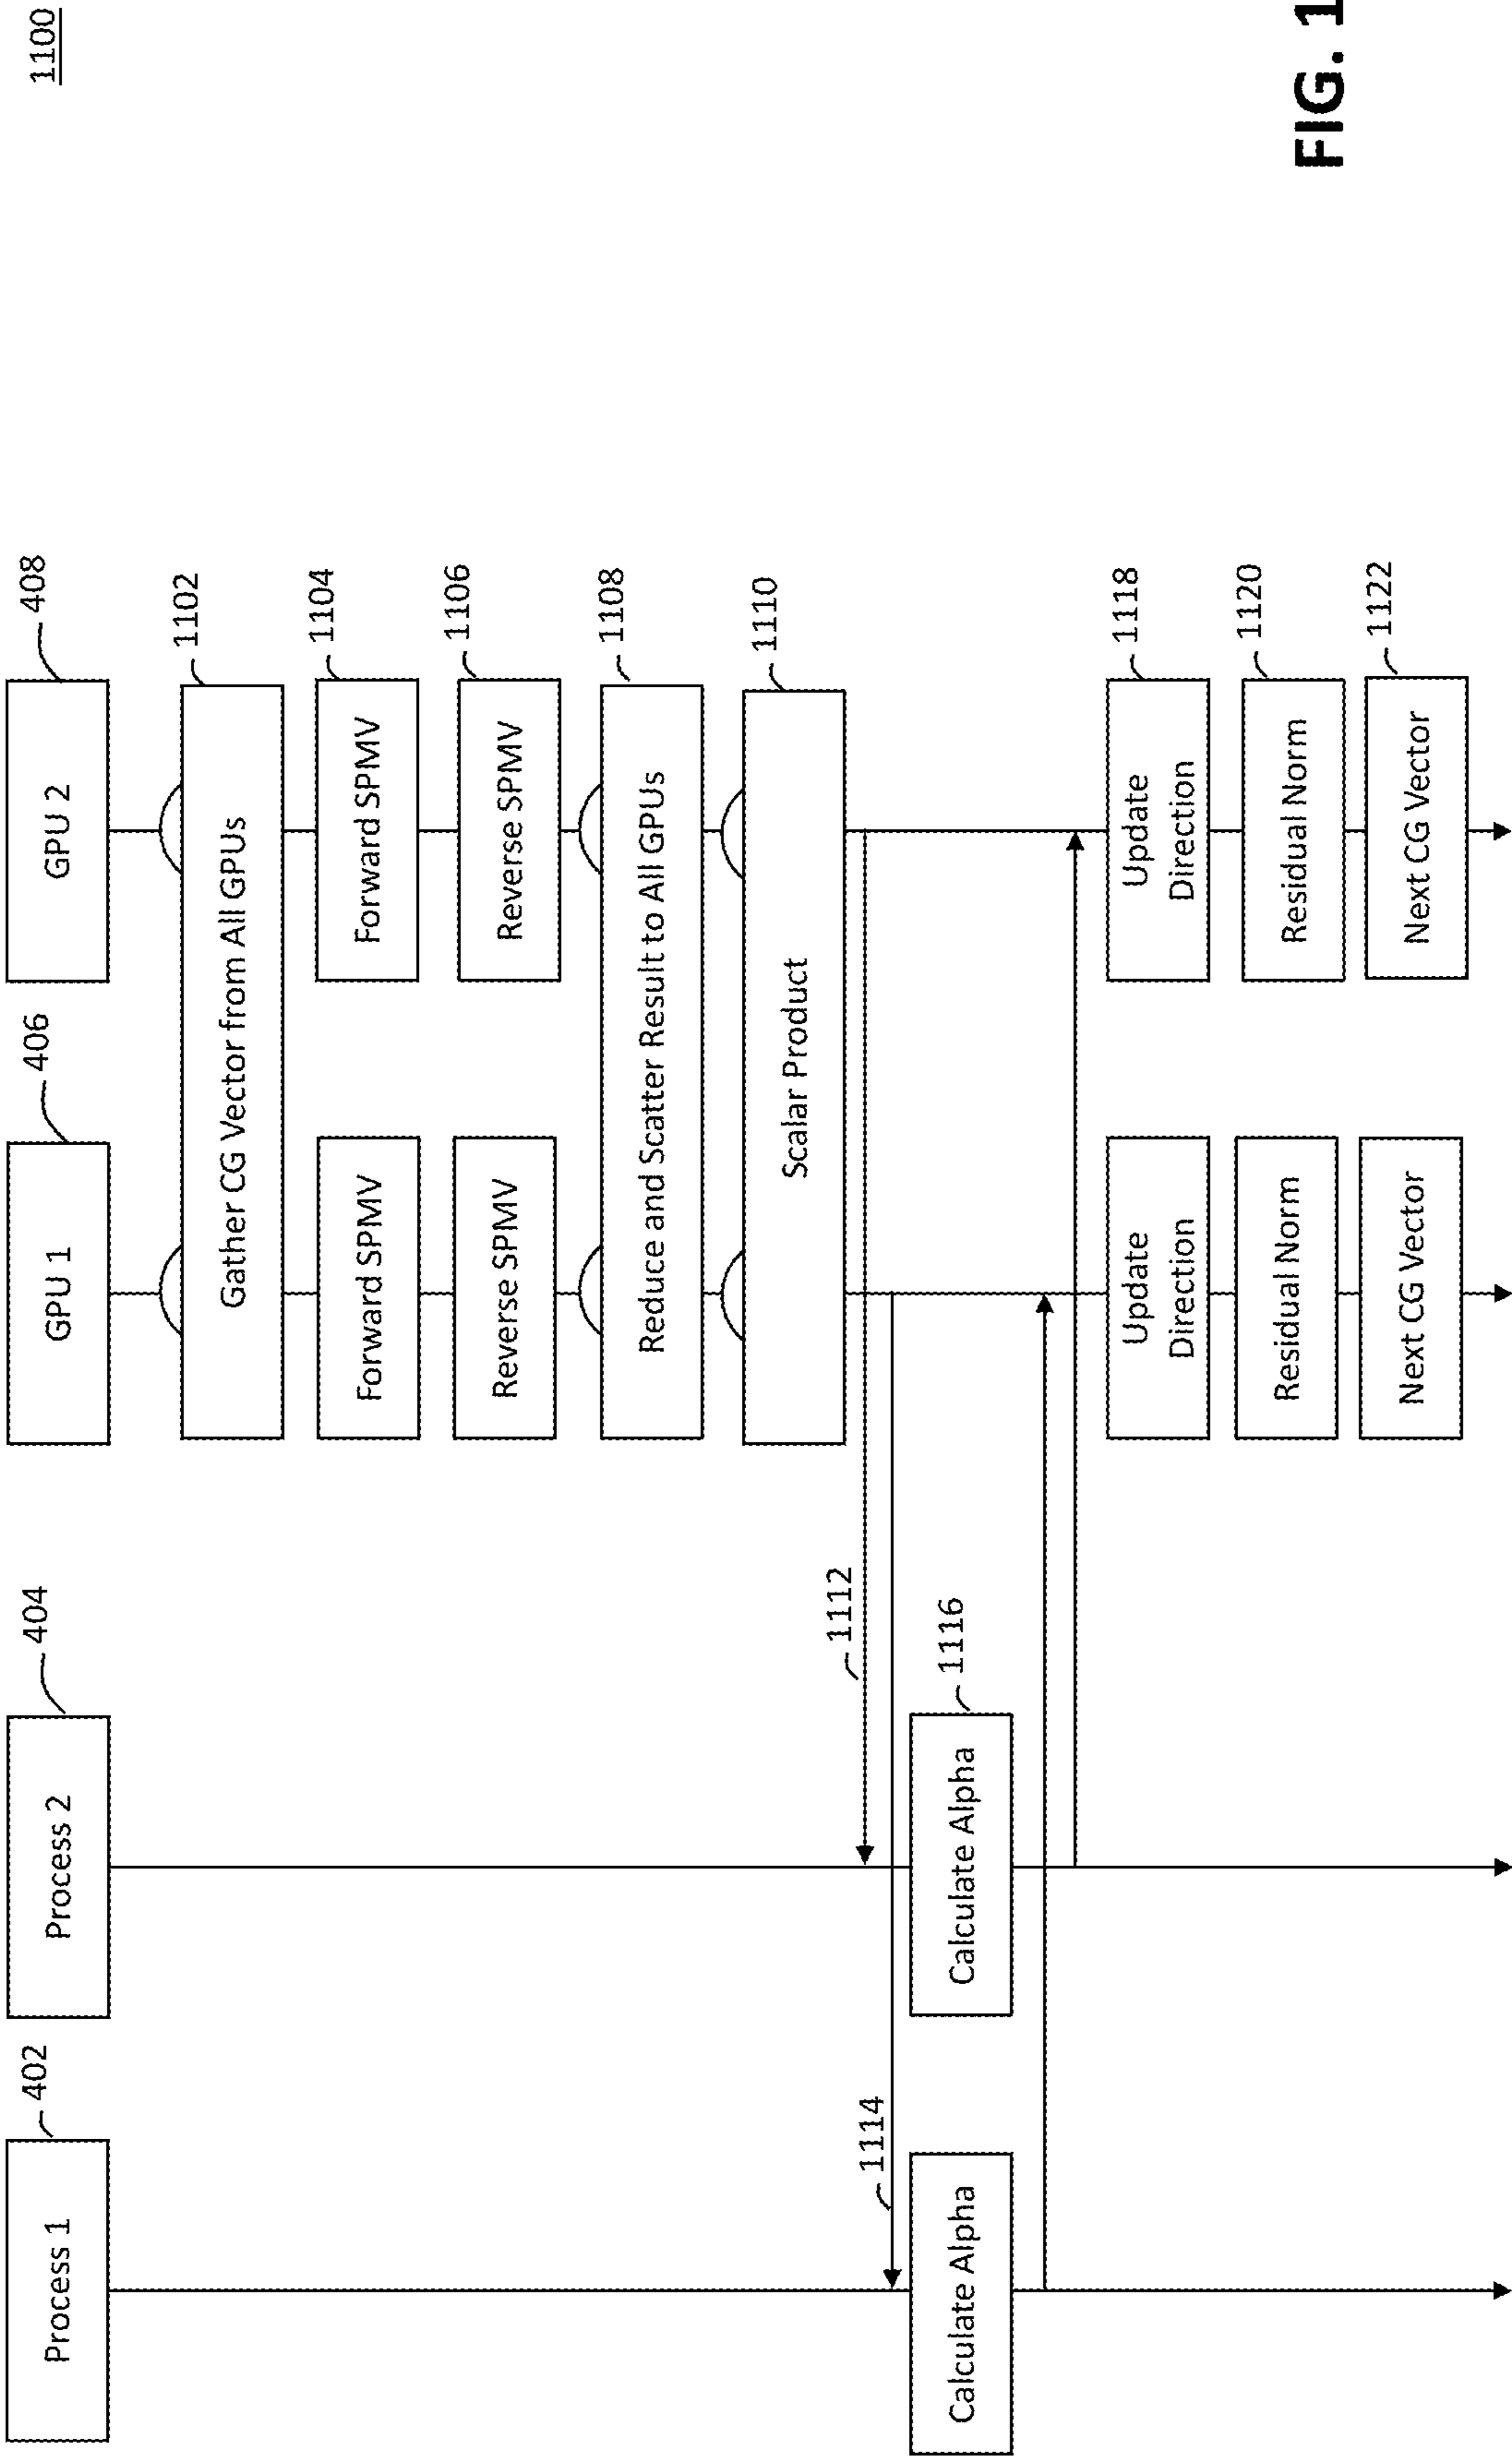 1100
Process 1
402
Process 2
404
GPU 1
406
GPU 2
408
Gather CG Vector from All GPUs
1102
Forward SPMV
Forward SPMV
1104
Reverse SPMV
Reverse SPMV
1106
Reduce and Scatter Result to All GPUs
1108
Scalar Product
1110
1112
1114
Calculate Alpha
Calculate Alpha
1116
Update
Direction
Update
Direction
1118
Residual Norm
Residual Norm
1120
Next CG Vector
Next CG Vector
1122
FIG. 1